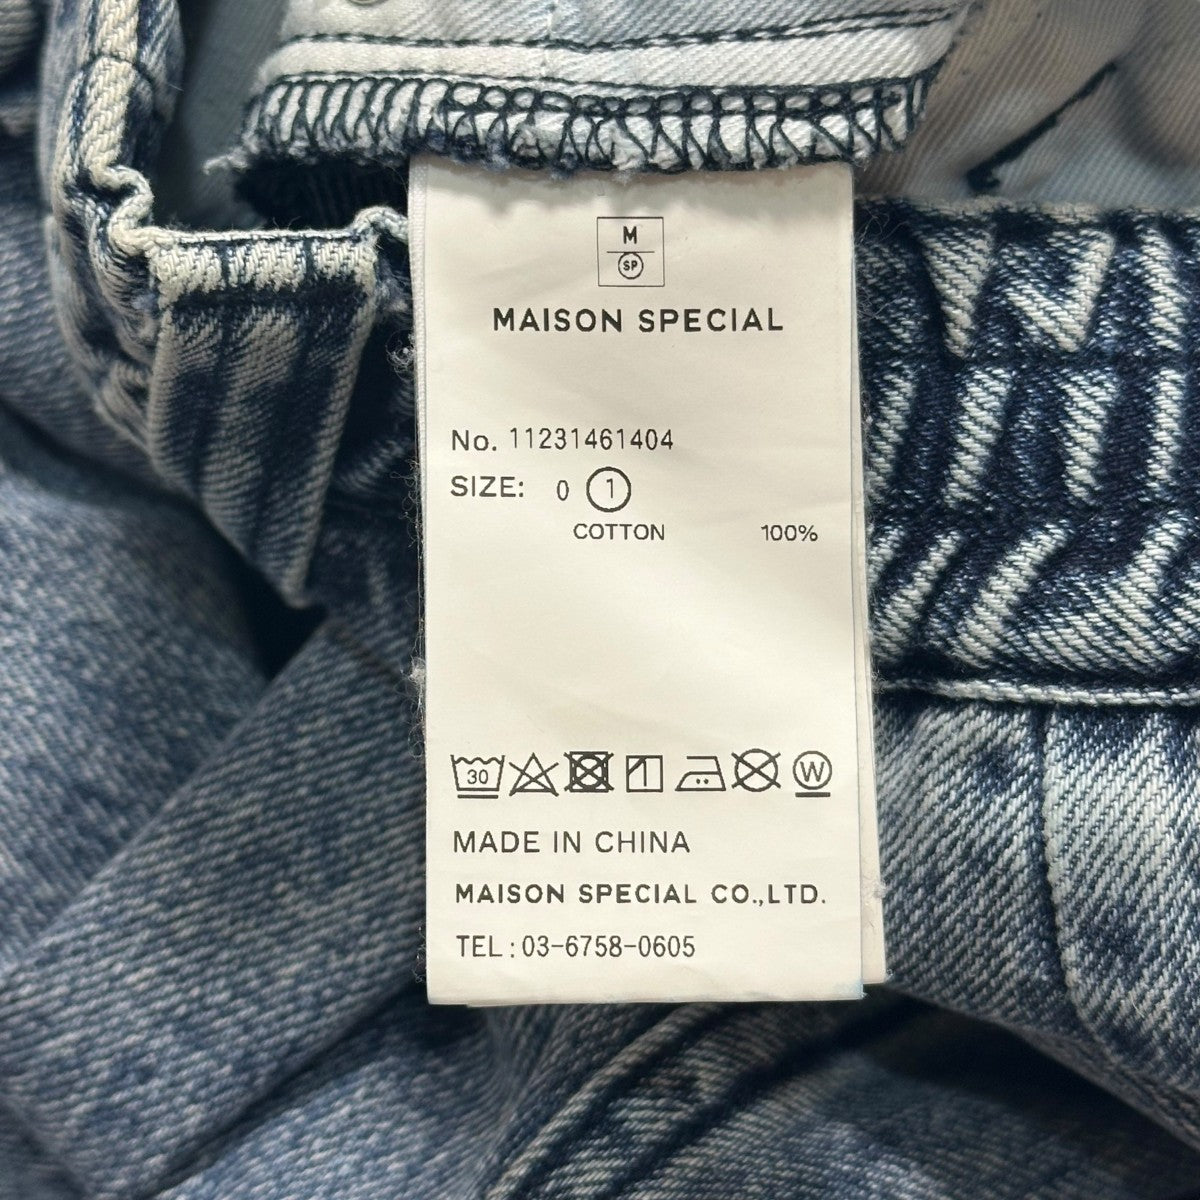 M
SP
MAISON SPECIAL
No. 11231461404
SIZE: 0 1
COTTON 100%
30 W
MADE IN CHINA
MAISON SPECIAL CO.,LTD.
TEL:03-6758-0605